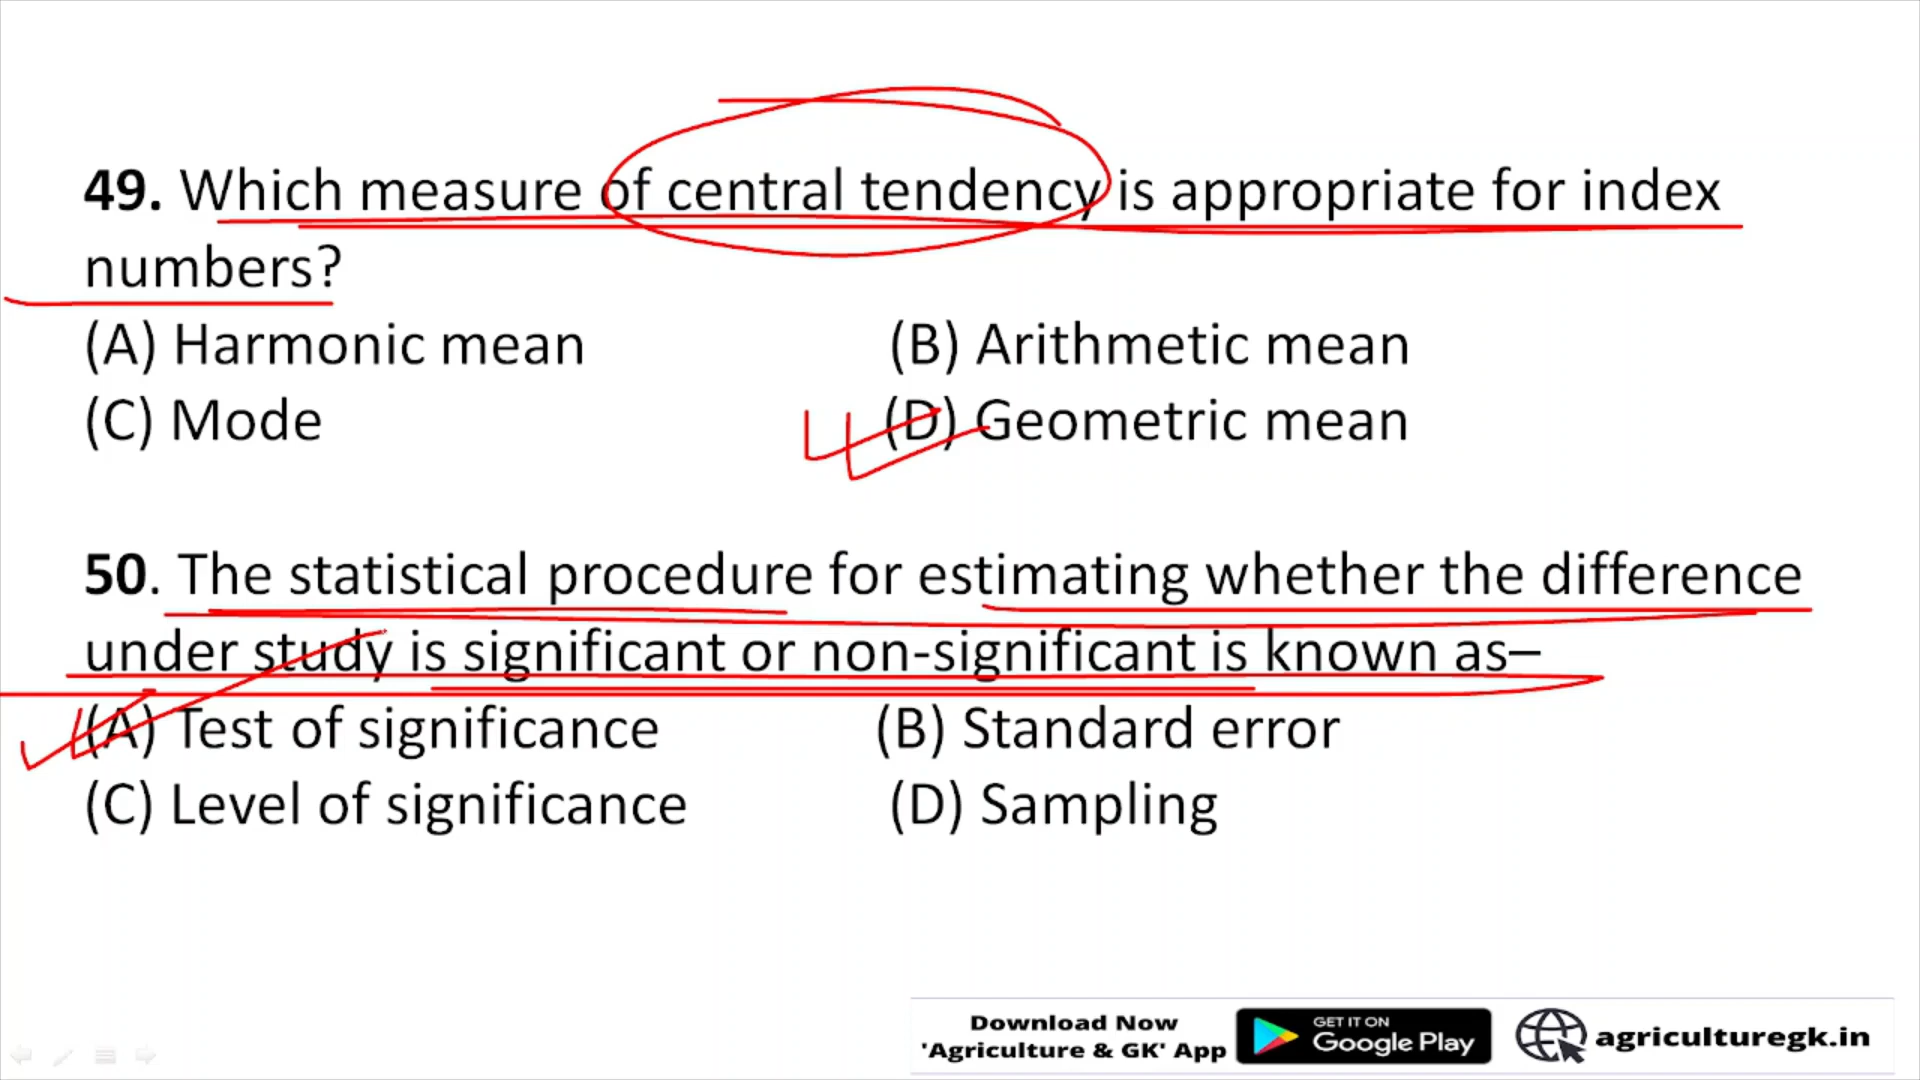 49. Which measure of central tendency is appropriate for index
numbers?
(A) Harmonic mean (B) Arithmetic mean
(C) Mode (D) Geometric mean
50. The statistical procedure for estimating whether the difference
under study is significant or non-significant is known as–
(A) Test of significance (B) Standard error
(C) Level of significance (D) Sampling
Download Now
'Agriculture & GK' App
GET IT ON
Google Play
agriculturegk.in